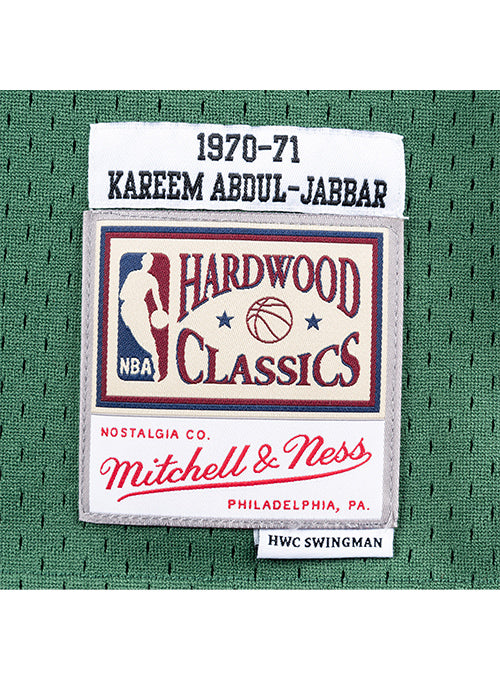 1970-71
KAREEM ABDUL-JABBAR
NBA
HARDWOOD
CLASSICS
NOSTALGIA CO.
Mitchell & Ness
PHILADELPHIA, PA.
HWC SWINGMAN